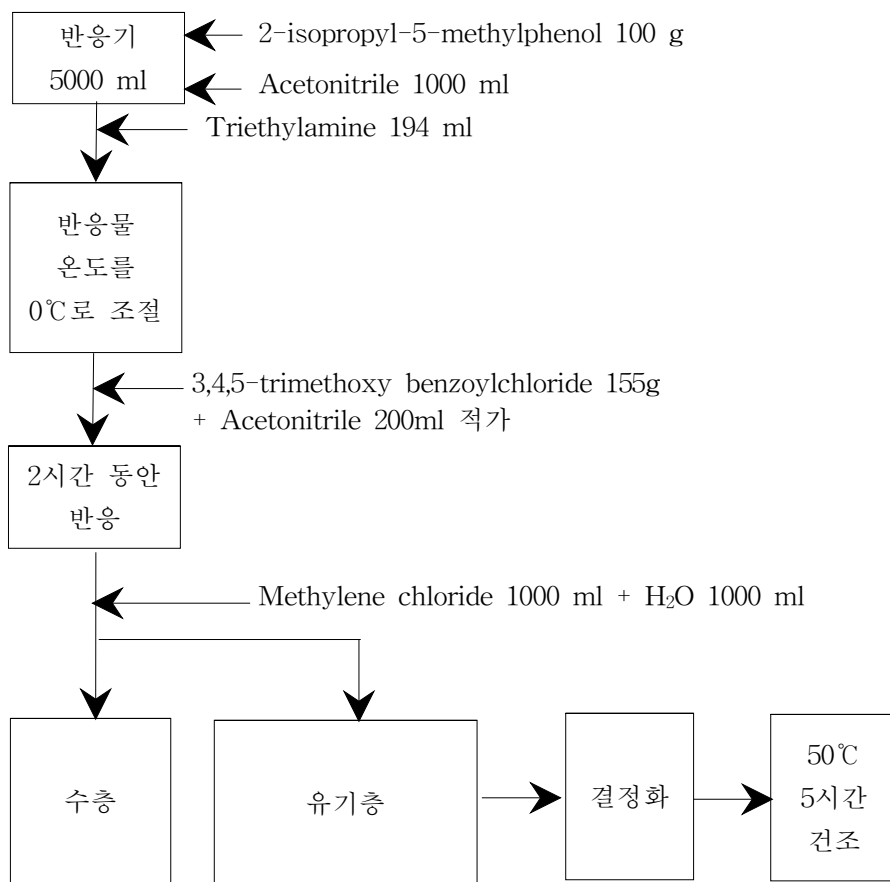 반응기
5000 ml
2-isopropyl-5-methylphenol 100 g
Acetonitrile 1000 ml
Triethylamine 194 ml
반응물
온도를
0℃로 조절
3,4,5-trimethoxy benzoylchloride 155g
+ Acetonitrile 200ml 적가
2시간 동안
반응
Methylene chloride 1000 ml + H₂O 1000 ml
수층
유기층
결정화
50℃
5시간
건조